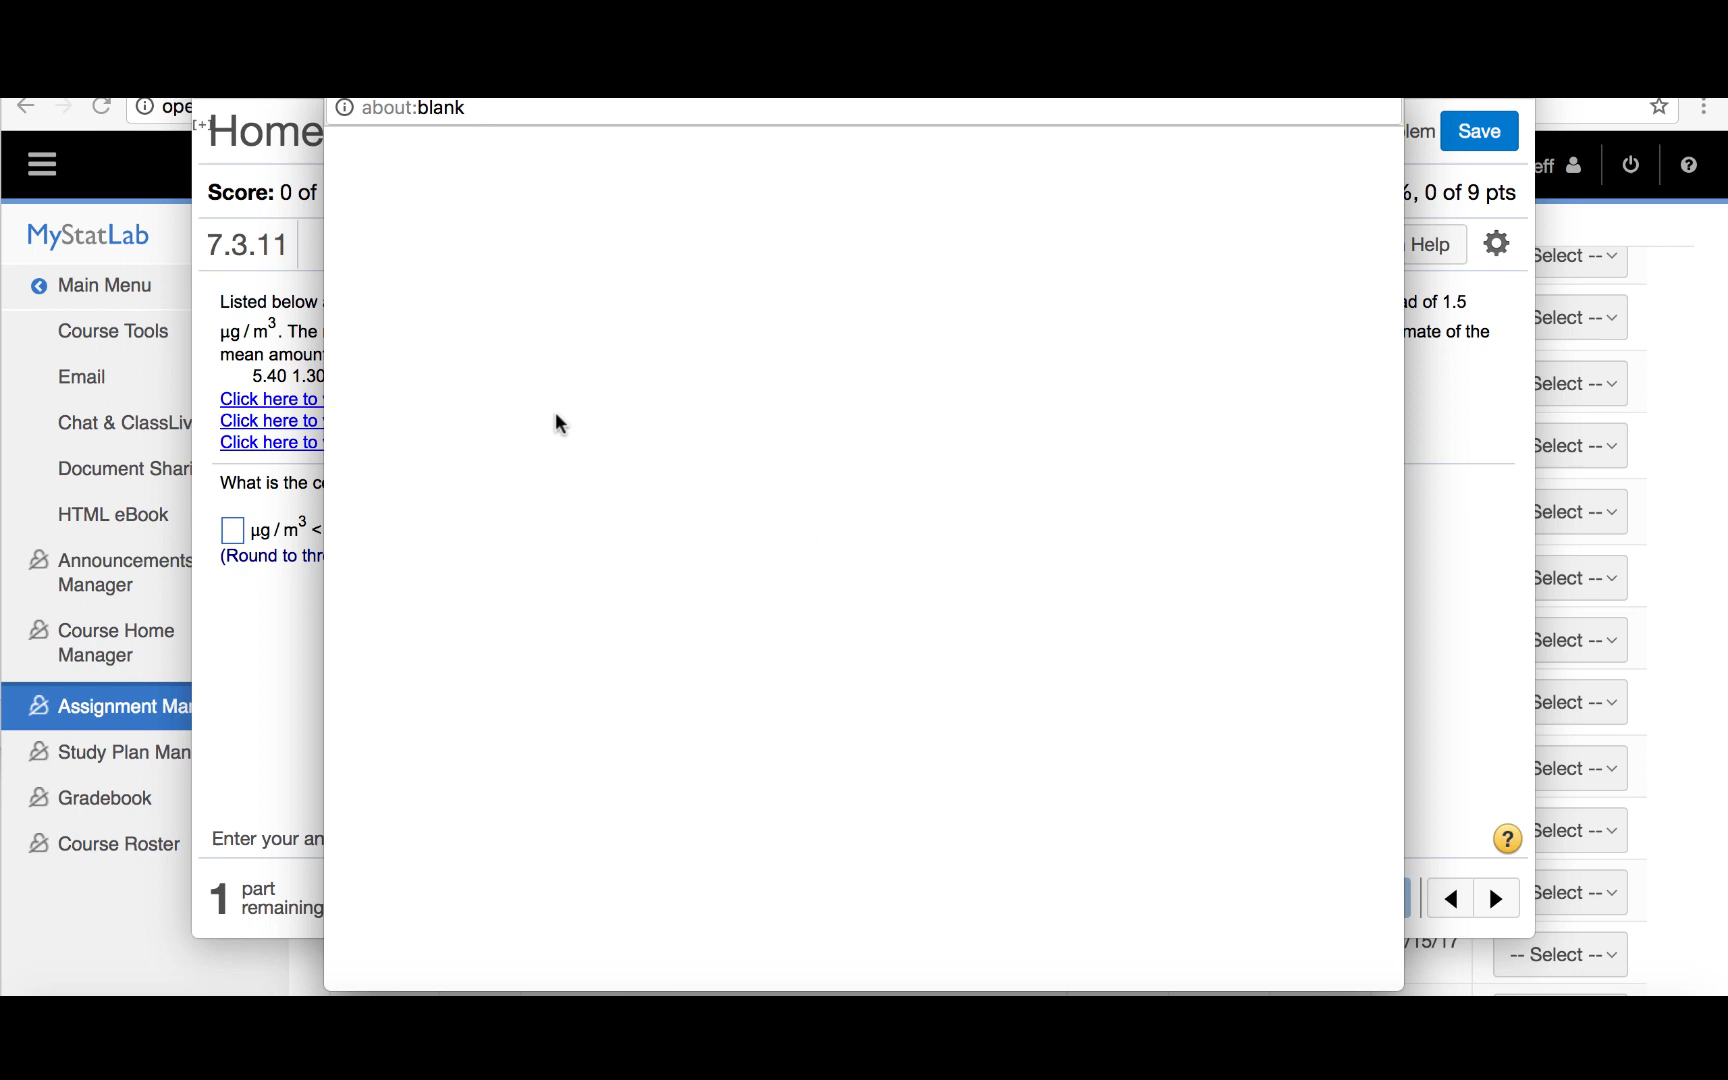 ope
about:blank
[+]
Home
lem
Save
eff
Score: 0 of
%, 0 of 9 pts
MyStatLab
7.3.11
Help
Main Menu
Course Tools
Email
Chat & ClassLiv
Document Shari
HTML eBook
Announcements
Manager
Course Home
Manager
Assignment Ma
Study Plan Man
Gradebook
Course Roster
Listed below
ad of 1.5
µg / m³. The
mate of the
mean amoun
5.40 1.30
Click here to
Click here to
Click here to
What is the c
µg / m³ <
(Round to thr
Enter your an
?
1 part
remaining
Select --
Select --
Select --
Select --
Select --
Select --
Select --
Select --
Select --
Select --
Select --
/15/17
-- Select --